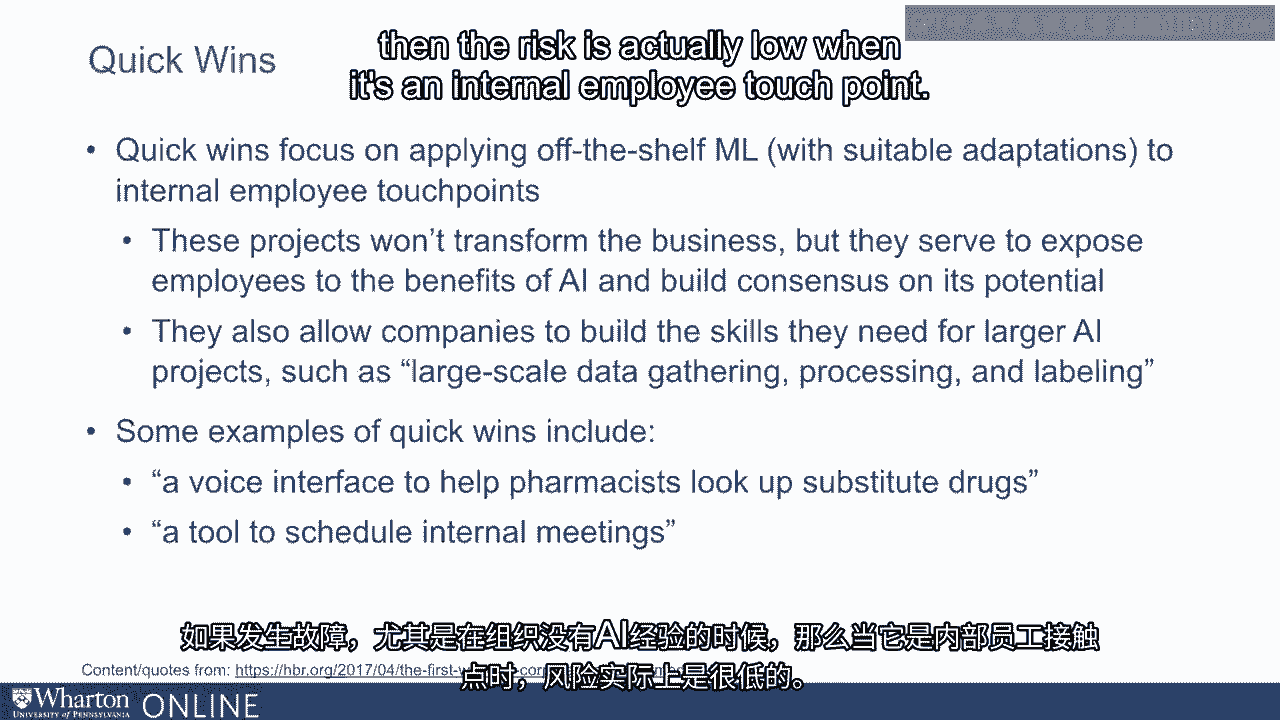 then the risk is actually low when
it's an internal employee touch point.
Quick Wins
• Quick wins focus on applying off-the-shelf ML (with suitable adaptations) to
internal employee touchpoints
• These projects won't transform the business, but they serve to expose
employees to the benefits of AI and build consensus on its potential
• They also allow companies to build the skills they need for larger AI
projects, such as “large-scale data gathering, processing, and labeling”
• Some examples of quick wins include:
• “a voice interface to help pharmacists look up substitute drugs”
• “a tool to schedule internal meetings”
如果发生故障，尤其是在组织没有AI经验的时候，那么当它是内部员工接触
点时，风险实际上是很低的。
Content/quotes from: https://hbr.org/2017/04/the-first-
Wharton ONLINE
UNIVERSITY of PENNSYLVANIA